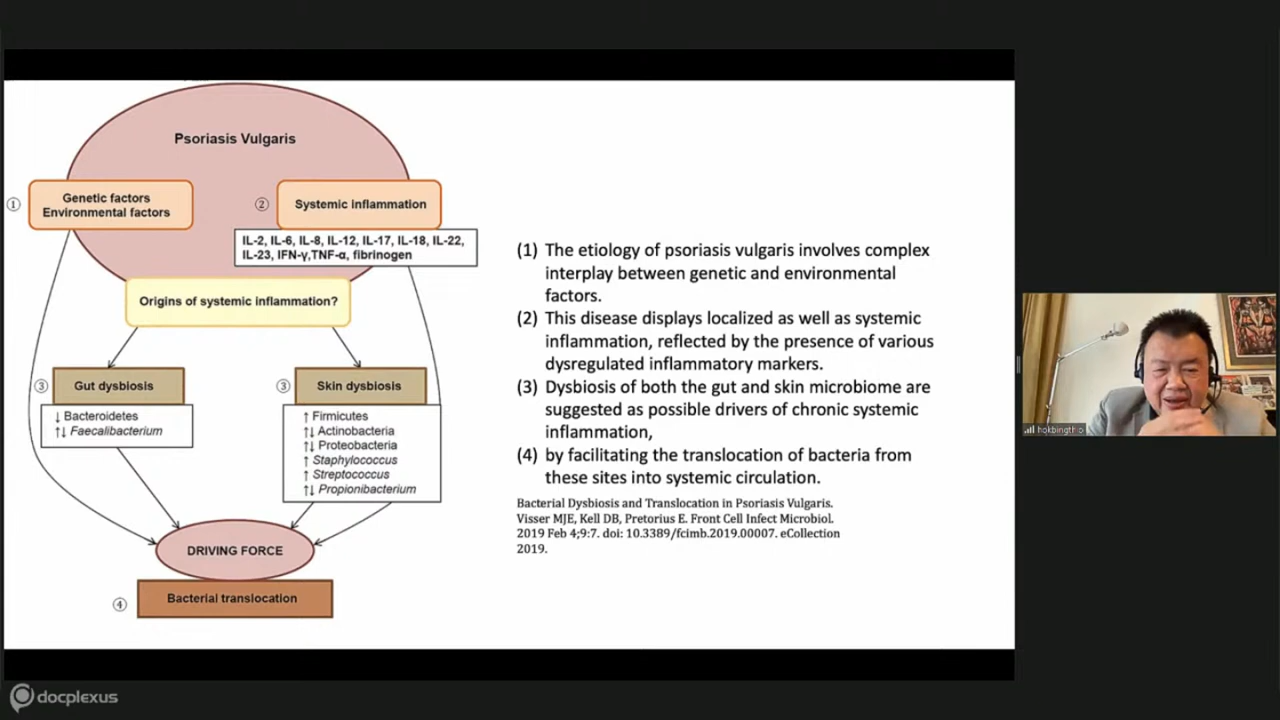 Psoriasis Vulgaris
①
Genetic factors
Environmental factors
②
Systemic inflammation
IL-2, IL-6, IL-8, IL-12, IL-17, IL-18, IL-22,
IL-23, IFN-γ,TNF-α, fibrinogen
Origins of systemic inflammation?
③
Gut dysbiosis
↓ Bacteroidetes
↑↓ Faecalibacterium
③
Skin dysbiosis
↑ Firmicutes
↑↓ Actinobacteria
↑↓ Proteobacteria
↑ Staphylococcus
↑ Streptococcus
↑↓ Propionibacterium
DRIVING FORCE
④
Bacterial translocation
(1) The etiology of psoriasis vulgaris involves complex
interplay between genetic and environmental
factors.
(2) This disease displays localized as well as systemic
inflammation, reflected by the presence of various
dysregulated inflammatory markers.
(3) Dysbiosis of both the gut and skin microbiome are
suggested as possible drivers of chronic systemic
inflammation,
(4) by facilitating the translocation of bacteria from
these sites into systemic circulation.
Bacterial Dysbiosis and Translocation in Psoriasis Vulgaris.
Visser MJE, Kell DB, Pretorius E. Front Cell Infect Microbiol.
2019 Feb 4;9:7. doi: 10.3389/fcimb.2019.00007. eCollection
2019.
hokbingthio
docplexus